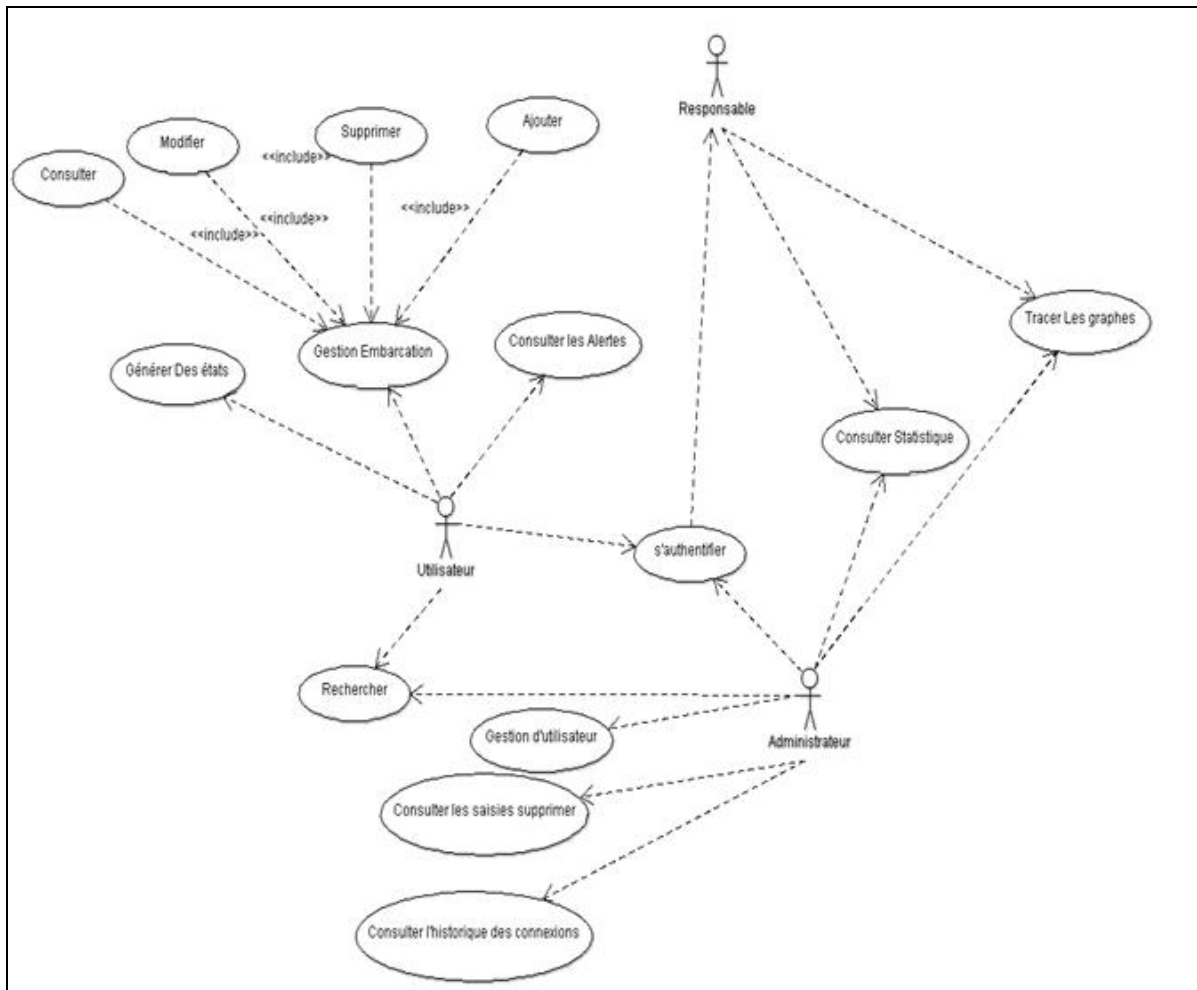 Responsable
Ajouter
Supprimer
Modifier
<<include>>
Consulter
<<include>>
<<include>>
<<include>>
Tracer Les graphes
Consulter les Alertes
Gestion Embarcation
Générer Des états
Consulter Statistique
s'authentifier
Utilisateur
Rechercher
Gestion d'utilisateur
Administrateur
Consulter les saisies supprimer
Consulter l'historique des connexions